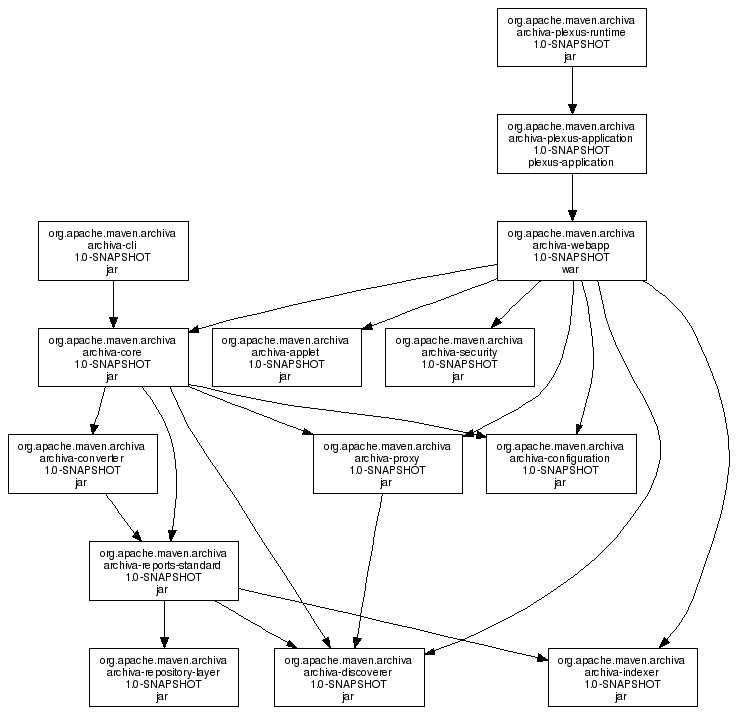 org.apache.maven.archiva
archiva-plexus-runtime
1.0-SNAPSHOT
jar
org.apache.maven.archiva
archiva-plexus-application
1.0-SNAPSHOT
plexus-application
org.apache.maven.archiva
archiva-cli
1.0-SNAPSHOT
jar
org.apache.maven.archiva
archiva-webapp
1.0-SNAPSHOT
war
org.apache.maven.archiva
archiva-core
1.0-SNAPSHOT
jar
org.apache.maven.archiva
archiva-applet
1.0-SNAPSHOT
jar
org.apache.maven.archiva
archiva-security
1.0-SNAPSHOT
jar
org.apache.maven.archiva
archiva-converter
1.0-SNAPSHOT
jar
org.apache.maven.archiva
archiva-proxy
1.0-SNAPSHOT
jar
org.apache.maven.archiva
archiva-configuration
1.0-SNAPSHOT
jar
org.apache.maven.archiva
archiva-reports-standard
1.0-SNAPSHOT
jar
org.apache.maven.archiva
archiva-repository-layer
1.0-SNAPSHOT
jar
org.apache.maven.archiva
archiva-discoverer
1.0-SNAPSHOT
jar
org.apache.maven.archiva
archiva-indexer
1.0-SNAPSHOT
jar